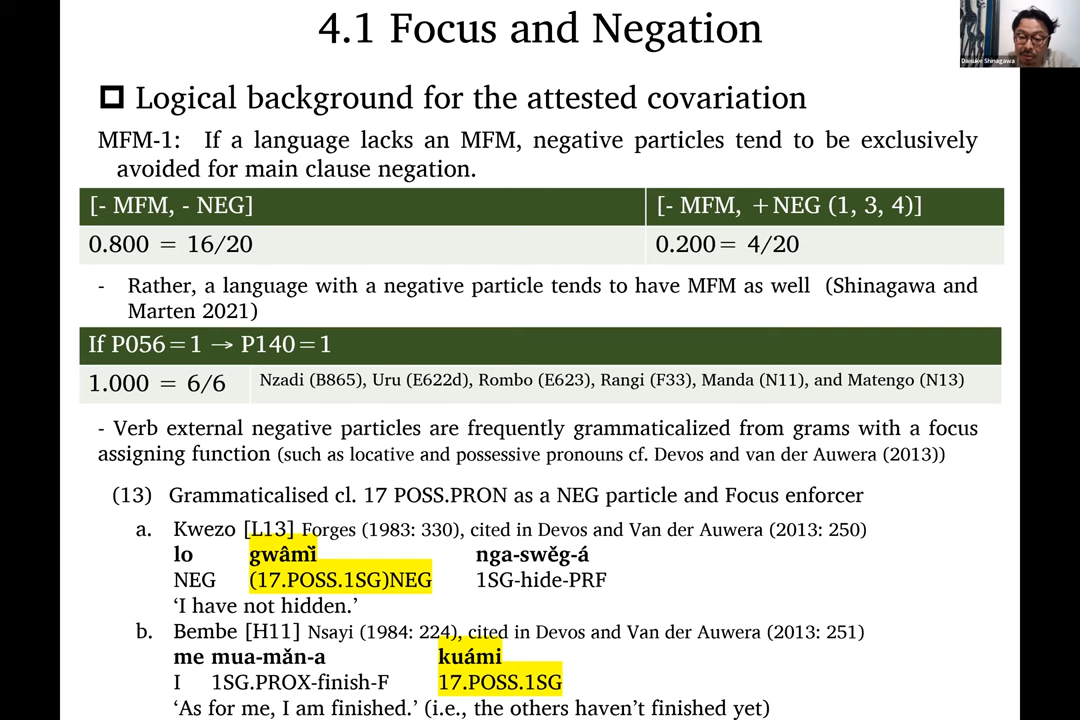 4.1 Focus and Negation
Daisuke Shinagawa
Logical background for the attested covariation
MFM-1: If a language lacks an MFM, negative particles tend to be exclusively
avoided for main clause negation.
[- MFM, - NEG] [- MFM, +NEG (1, 3, 4)]
0.800 = 16/20 0.200= 4/20
- Rather, a language with a negative particle tends to have MFM as well (Shinagawa and
Marten 2021)
If P056=1 → P140=1
1.000 = 6/6 Nzadi (B865), Uru (E622d), Rombo (E623), Rangi (F33), Manda (N11), and Matengo (N13)
- Verb external negative particles are frequently grammaticalized from grams with a focus
assigning function (such as locative and possessive pronouns cf. Devos and van der Auwera (2013))
(13) Grammaticalised cl. 17 POSS.PRON as a NEG particle and Focus enforcer
a. Kwezo [L13] Forges (1983: 330), cited in Devos and Van der Auwera (2013: 250)
lo gwâmǐ nga-swĕg-á
NEG (17.POSS.1SG)NEG 1SG-hide-PRF
‘I have not hidden.’
b. Bembe [H11] Nsayi (1984: 224), cited in Devos and Van der Auwera (2013: 251)
me mua-mǎn-a kuámi
I 1SG.PROX-finish-F 17.POSS.1SG
‘As for me, I am finished.’ (i.e., the others haven’t finished yet)